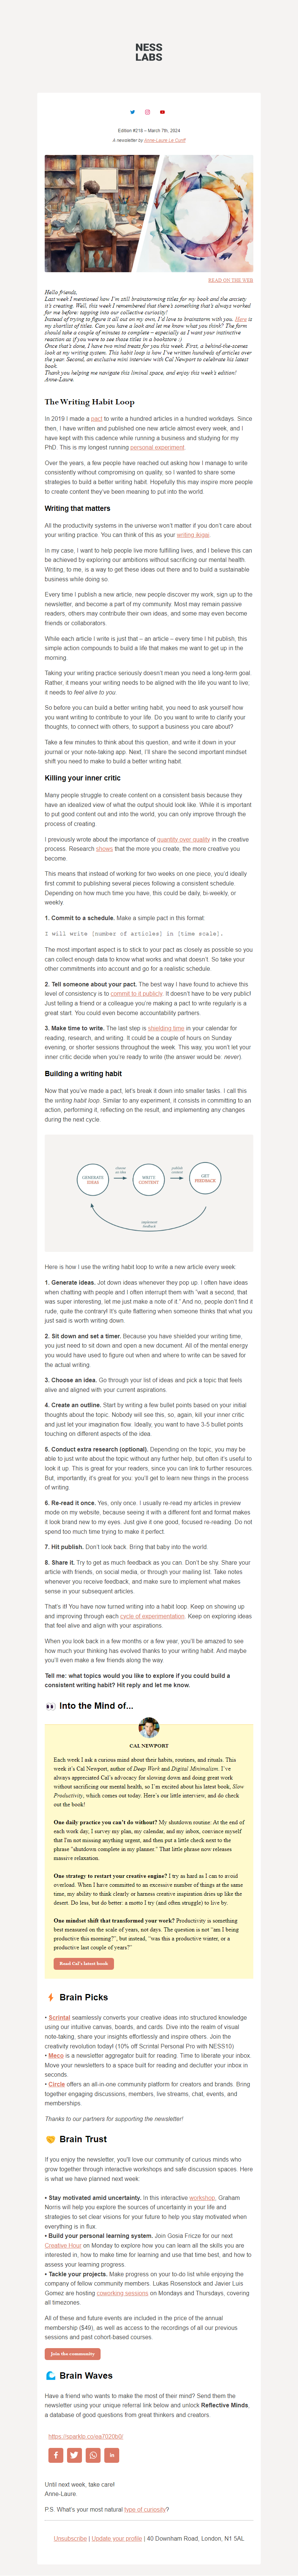 NESS
LABS
Edition #218 – March 7th, 2024
A newsletter by Anne-Laure Le Cunff
READ ON THE WEB
Hello friends,
Last week I mentioned how I'm still brainstorming titles for my book and the anxiety
it's creating. Well, this week I remembered that there's something that's always worked
for me before: tapping into our collective curiosity!
Instead of trying to figure it all out on my own, I'd love to brainstorm with you. Here is
my shortlist of titles. Can you have a look and let me know what you think? The form
should take a couple of minutes to complete – especially as I want your instinctive
reaction as if you were to see those titles in a bookstore :)
Once that's done, I have two mind treats for you this week. First, a behind-the-scenes
look at my writing system. This habit loop is how I've written hundreds of articles over
the past year. Second, an exclusive mini interview with Cal Newport to celebrate his latest
book.
Thank you helping me navigate this liminal space, and enjoy this week's edition!
Anne-Laure.
The Writing Habit Loop
In 2019 I made a pact to write a hundred articles in a hundred workdays. Since
then, I have written and published one new article almost every week, and I
have kept with this cadence while running a business and studying for my
PhD. This is my longest running personal experiment.
Over the years, a few people have reached out asking how I manage to write
consistently without compromising on quality, so I wanted to share some
strategies to build a better writing habit. Hopefully this may inspire more people
to create content they've been meaning to put into the world.
Writing that matters
All the productivity systems in the universe won't matter if you don't care about
your writing practice. You can think of this as your writing ikigai.
In my case, I want to help people live more fulfilling lives, and I believe this can
be achieved by exploring our ambitions without sacrificing our mental health.
Writing, to me, is a way to get these ideas out there and to build a sustainable
business while doing so.
Every time I publish a new article, new people discover my work, sign up to the
newsletter, and become a part of my community. Most may remain passive
readers, others may contribute their own ideas, and some may even become
friends or collaborators.
While each article I write is just that – an article – every time I hit publish, this
simple action compounds to build a life that makes me want to get up in the
morning.
Taking your writing practice seriously doesn't mean you need a long-term goal.
Rather, it means your writing needs to be aligned with the life you want to live;
it needs to feel alive to you.
So before you can build a better writing habit, you need to ask yourself how
you want writing to contribute to your life. Do you want to write to clarify your
thoughts, to connect with others, to support a business you care about?
Take a few minutes to think about this question, and write it down in your
journal or your note-taking app. Next, I'll share the second important mindset
shift you need to make to build a better writing habit.
Killing your inner critic
Many people struggle to create content on a consistent basis because they
have an idealized view of what the output should look like. While it is important
to put good content out and into the world, you can only improve through the
process of creating.
I previously wrote about the importance of quantity over quality in the creative
process. Research shows that the more you create, the more creative you
become.
This means that instead of working for two weeks on one piece, you'd ideally
first commit to publishing several pieces following a consistent schedule.
Depending on how much time you have, this could be daily, bi-weekly, or
weekly.
1. Commit to a schedule. Make a simple pact in this format:
I will write [number of articles] in [time scale].
The most important aspect is to stick to your pact as closely as possible so you
can collect enough data to know what works and what doesn't. So take your
other commitments into account and go for a realistic schedule.
2. Tell someone about your pact. The best way I have found to achieve this
level of consistency is to commit to it publicly. It doesn't have to be very public!
Just telling a friend or a colleague you're making a pact to write regularly is a
great start. You could even become accountability partners.
3. Make time to write. The last step is shielding time in your calendar for
reading, research, and writing. It could be a couple of hours on Sunday
evening, or shorter sessions throughout the week. This way, you won't let your
inner critic decide when you're ready to write (the answer would be: never).
Building a writing habit
Now that you've made a pact, let's break it down into smaller tasks. I call this
the writing habit loop. Similar to any experiment, it consists in committing to an
action, performing it, reflecting on the result, and implementing any changes
during the next cycle.
GENERATE
IDEAS
choose
an idea
WRITE
CONTENT
publish
content
GET
FEEDBACK
implement
feedback
Here is how I use the writing habit loop to write a new article every week:
1. Generate ideas. Jot down ideas whenever they pop up. I often have ideas
when chatting with people and I often interrupt them with "wait a second, that
was super interesting, let me just make a note of it." And no, people don't find it
rude, quite the contrary! It's quite flattering when someone thinks that what you
just said is worth writing down.
2. Sit down and set a timer. Because you have shielded your writing time,
you just need to sit down and open a new document. All of the mental energy
you would have used to figure out when and where to write can be saved for
the actual writing.
3. Choose an idea. Go through your list of ideas and pick a topic that feels
alive and aligned with your current aspirations.
4. Create an outline. Start by writing a few bullet points based on your initial
thoughts about the topic. Nobody will see this, so, again, kill your inner critic
and just let your imagination flow. Ideally, you want to have 3-5 bullet points
touching on different aspects of the idea.
5. Conduct extra research (optional). Depending on the topic, you may be
able to just write about the topic without any further help, but often it's useful to
look it up. This is great for your readers, since you can link to further resources.
But, importantly, it's great for you: you'll get to learn new things in the process
of writing.
6. Re-read it once. Yes, only once. I usually re-read my articles in preview
mode on my website, because seeing it with a different font and format makes
it look brand new to my eyes. Just give it one good, focused re-reading. Do not
spend too much time trying to make it perfect.
7. Hit publish. Don't look back. Bring that baby into the world.
8. Share it. Try to get as much feedback as you can. Don't be shy. Share your
article with friends, on social media, or through your mailing list. Take notes
whenever you receive feedback, and make sure to implement what makes
sense in your subsequent articles.
That's it! You have now turned writing into a habit loop. Keep on showing up
and improving through each cycle of experimentation. Keep on exploring ideas
that feel alive and align with your aspirations.
When you look back in a few months or a few year, you'll be amazed to see
how much your thinking has evolved thanks to your writing habit. And maybe
you'll even make a few friends along the way.
Tell me: what topics would you like to explore if you could build a
consistent writing habit? Hit reply and let me know.
👀 Into the Mind of...
CAL NEWPORT
Each week I ask a curious mind about their habits, routines, and rituals. This
week it's Cal Newport, author of Deep Work and Digital Minimalism. I've
always appreciated Cal's advocacy for slowing down and doing great work
without sacrificing our mental health, so I'm excited about his latest book, Slow
Productivity, which comes out today. Here's our little interview, and do check
out the book!
One daily practice you can't do without? My shutdown routine: At the end of
each work day, I survey my plan, my calendar, and my inbox, convince myself
that I'm not missing anything urgent, and then put a little check next to the
phrase "shutdown complete in my planner." That little phrase now releases
massive relaxation.
One strategy to restart your creative engine? I try as hard as I can to avoid
overload. When I have committed to an excessive number of things at the same
time, my ability to think clearly or harness creative inspiration dries up like the
desert. Do less, but do better: a motto I try (and often struggle) to live by.
One mindset shift that transformed your work? Productivity is something
best measured on the scale of years, not days. The question is not "am I being
productive this morning?", but instead, "was this a productive winter, or a
productive last couple of years?"
Read Cal's latest book
⚡ Brain Picks
• Scrintal seamlessly converts your creative ideas into structured knowledge
using our intuitive canvas, boards, and cards. Dive into the realm of visual
note-taking, share your insights effortlessly and inspire others. Join the
creativity revolution today! (10% off Scrintal Personal Pro with NESS10)
• Meco is a newsletter aggregator built for reading. Time to liberate your inbox.
Move your newsletters to a space built for reading and declutter your inbox in
seconds.
• Circle offers an all-in-one community platform for creators and brands. Bring
together engaging discussions, members, live streams, chat, events, and
memberships.
Thanks to our partners for supporting the newsletter!
🤝 Brain Trust
If you enjoy the newsletter, you'll love our community of curious minds who
grow together through interactive workshops and safe discussion spaces. Here
is what we have planned next week:
• Stay motivated amid uncertainty. In this interactive workshop, Graham
Norris will help you explore the sources of uncertainty in your life and
strategies to set clear visions for your future to help you stay motivated when
everything is in flux.
• Build your personal learning system. Join Gosia Fricze for our next
Creative Hour on Monday to explore how you can learn all the skills you are
interested in, how to make time for learning and use that time best, and how to
assess your learning progress.
• Tackle your projects. Make progress on your to-do list while enjoying the
company of fellow community members. Lukas Rosenstock and Javier Luis
Gomez are hosting coworking sessions on Mondays and Thursdays, covering
all timezones.
All of these and future events are included in the price of the annual
membership ($49), as well as access to the recordings of all our previous
sessions and past cohort-based courses.
Join the community
🌊 Brain Waves
Have a friend who wants to make the most of their mind? Send them the
newsletter using your unique referral link below and unlock Reflective Minds,
a database of good questions from great thinkers and creators.
https://sparklp.co/ea7020b0/
Until next week, take care!
Anne-Laure.
P.S. What's your most natural type of curiosity?
Unsubscribe | Update your profile | 40 Downham Road, London, N1 5AL